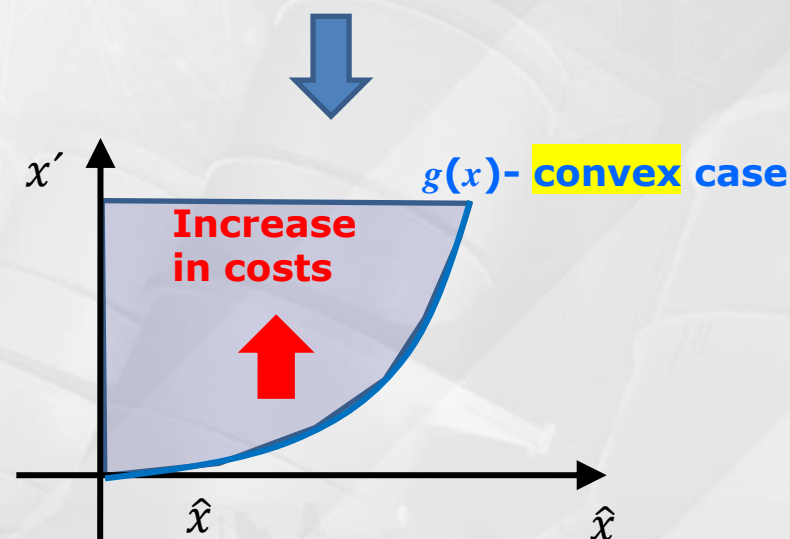 x′
g(x)- convex case
Increase
in costs
x̂
x̂